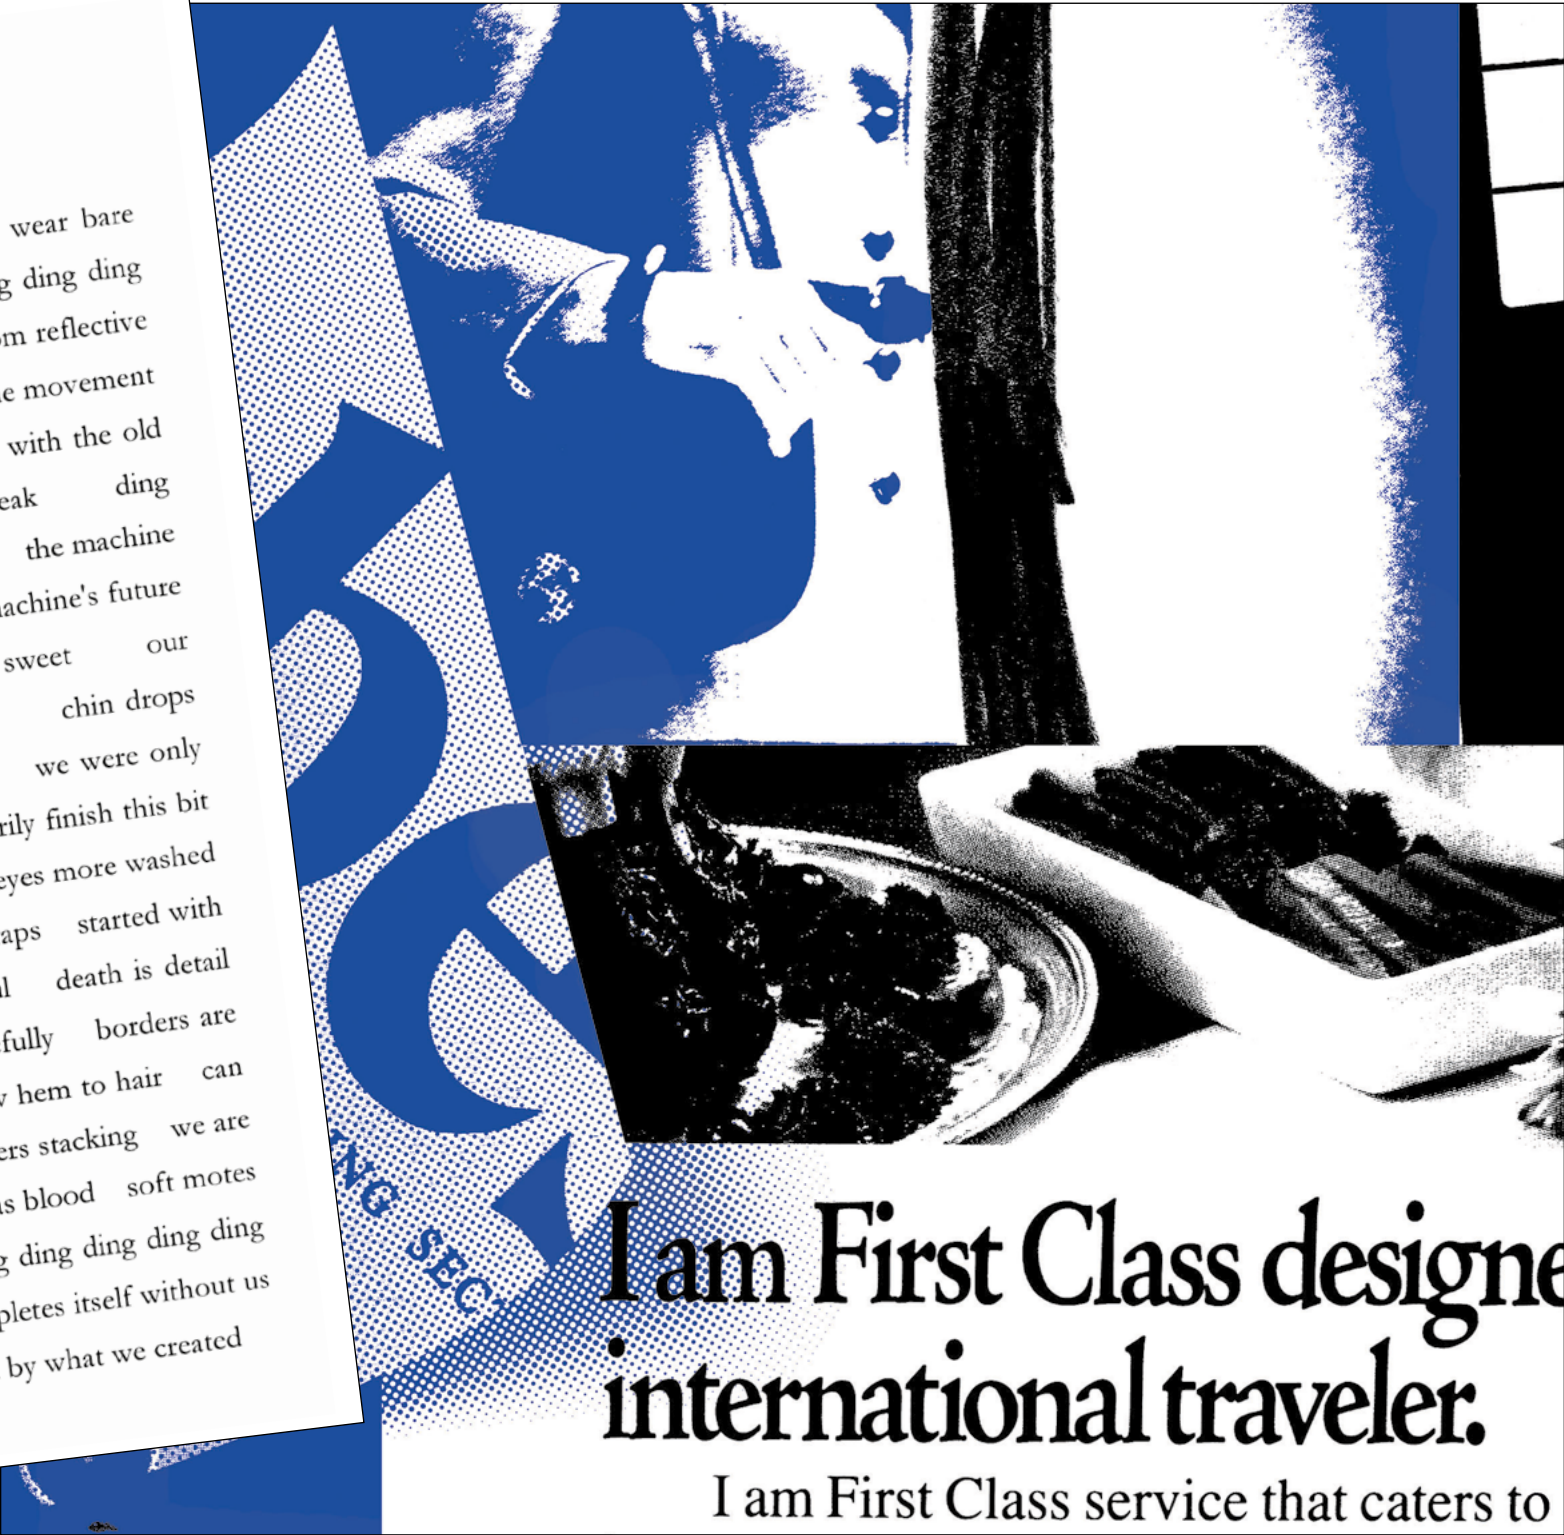 wear bare
ding ding
reflective
movement
with the old
ding
the machine
future
sweet our
chin drops
we were only
finish this bit
eyes more washed
started with
death is detail
borders are
hem to hair can
stacking we are
blood soft motes
ding ding ding ding
itself without us
by what we created
SEC
I am First Class
international traveler.
I am First Class service that caters to